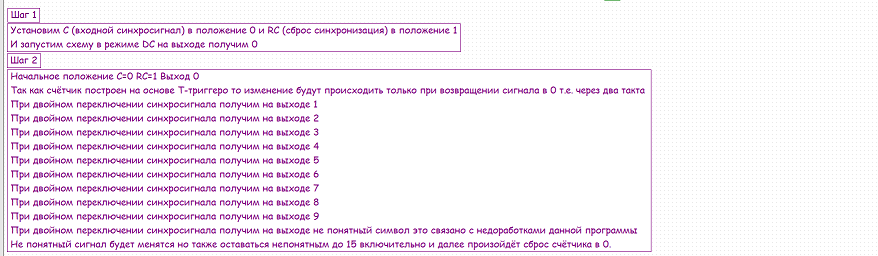 Шаг 1
Установим С (входной синхросигнал) в положение 0 и RC (сброс синхронизация) в положение 1
И запустим схему в режиме DC на выходе получим 0
Шаг 2
Начальное положение С=0 RC=1 Выход 0
Так как счётчик построен на основе Т-триггеро то изменение будут происходить только при возвращении сигнала в 0 т.е. через два такта
При двойном переключении синхросигнала получим на выходе 1
При двойном переключении синхросигнала получим на выходе 2
При двойном переключении синхросигнала получим на выходе 3
При двойном переключении синхросигнала получим на выходе 4
При двойном переключении синхросигнала получим на выходе 5
При двойном переключении синхросигнала получим на выходе 6
При двойном переключении синхросигнала получим на выходе 7
При двойном переключении синхросигнала получим на выходе 8
При двойном переключении синхросигнала получим на выходе 9
При двойном переключении синхросигнала получим на выходе не понятный символ это связано с недоработками данной программы
Не понятный сигнал будет менятся но также оставаться непонятным до 15 включительно и далее произойдёт сброс счётчика в 0.